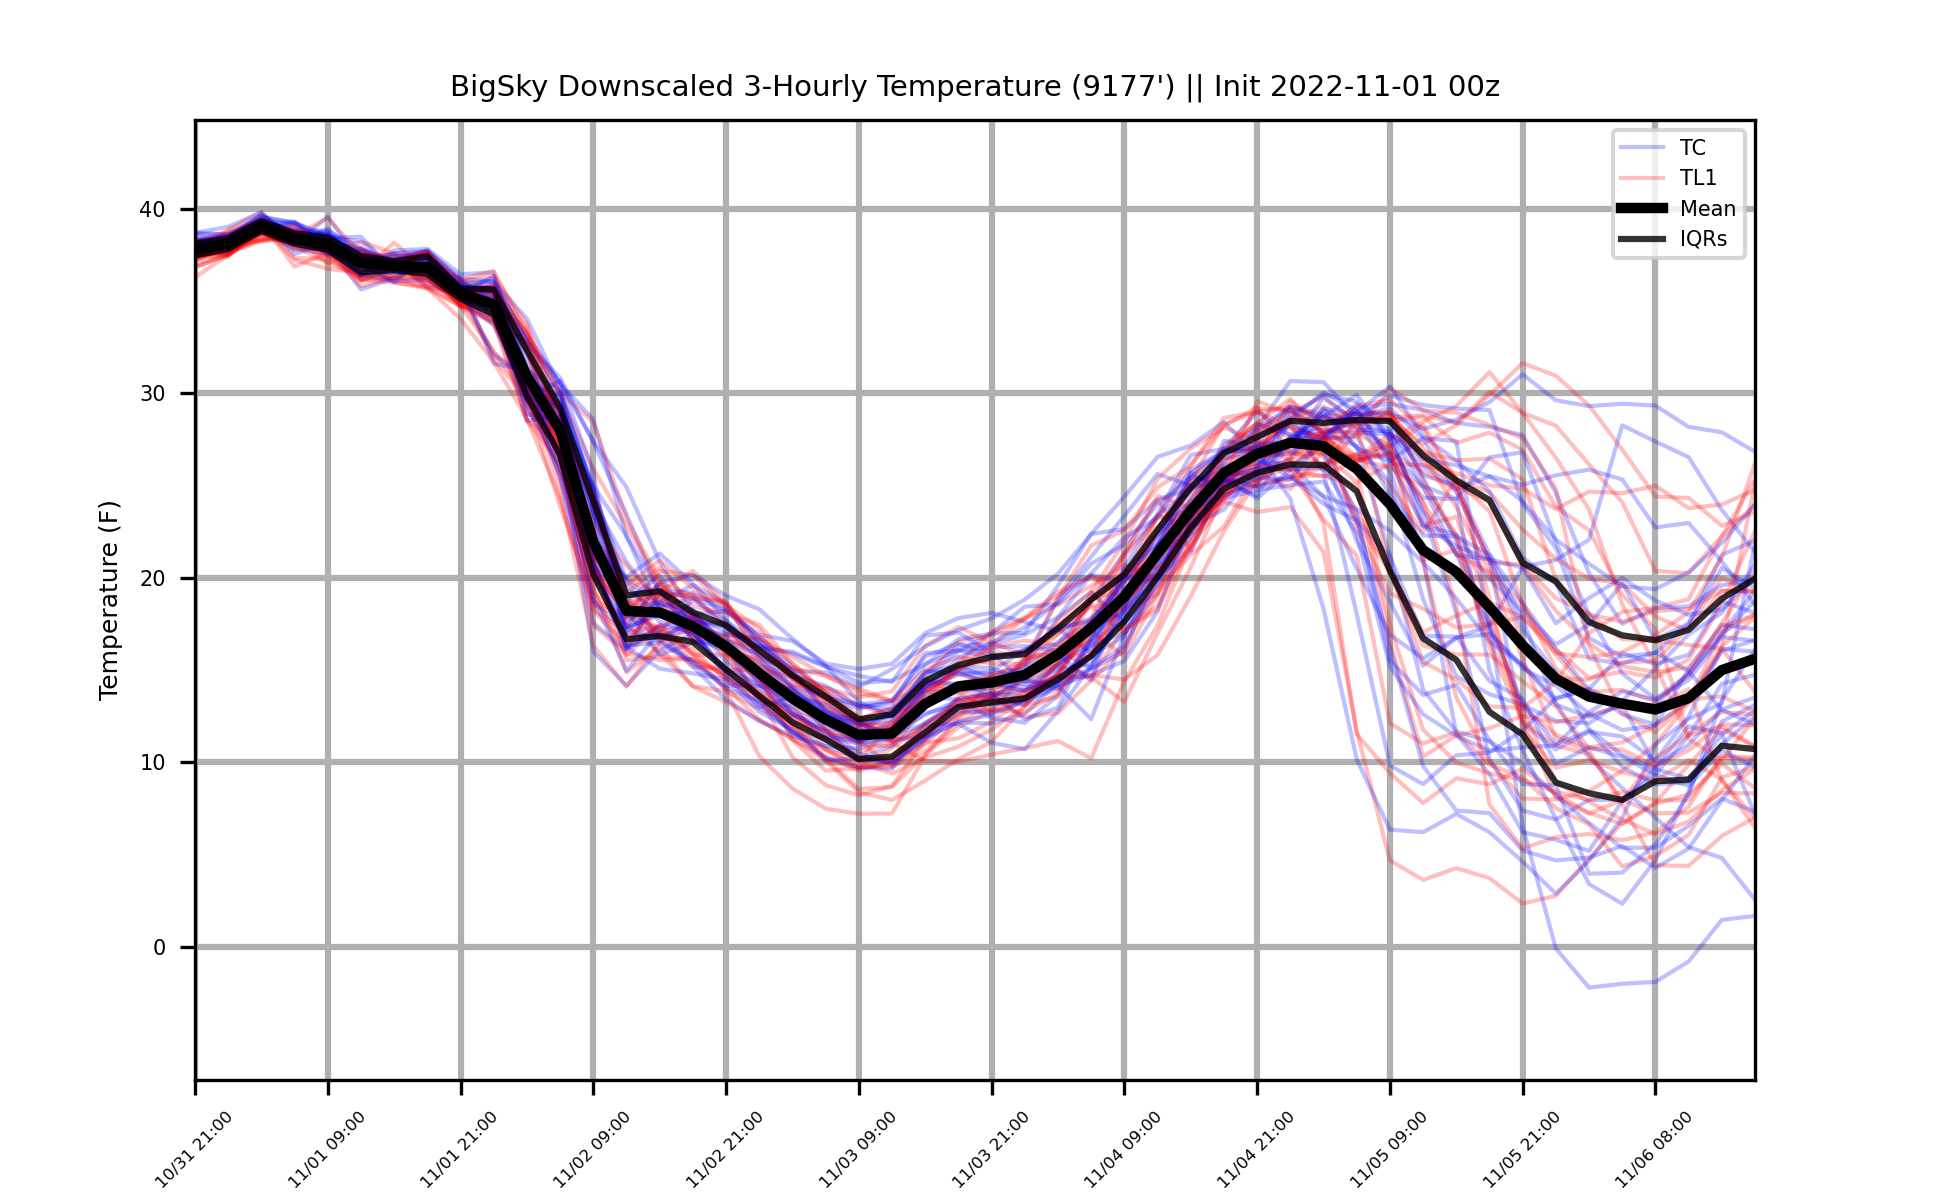 BigSky Downscaled 3-Hourly Temperature (9177') || Init 2022-11-01 00z
TC
TL1
Mean
IQRs
Temperature (F)
40
30
20
10
0
10/31 21:00
11/01 09:00
11/01 21:00
11/02 09:00
11/02 21:00
11/03 09:00
11/03 21:00
11/04 09:00
11/04 21:00
11/05 09:00
11/05 21:00
11/06 08:00